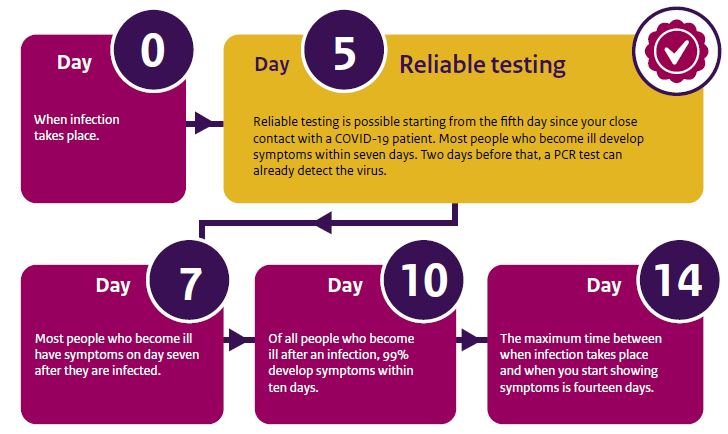 Day 0
When infection
takes place.
Day 5 Reliable testing
Reliable testing is possible starting from the fifth day since your close
contact with a COVID-19 patient. Most people who become ill develop
symptoms within seven days. Two days before that, a PCR test can
already detect the virus.
Day 7
Most people who become ill
have symptoms on day seven
after they are infected.
Day 10
Of all people who become
ill after an infection, 99%
develop symptoms within
ten days.
Day 14
The maximum time between
when infection takes place
and when you start showing
symptoms is fourteen days.